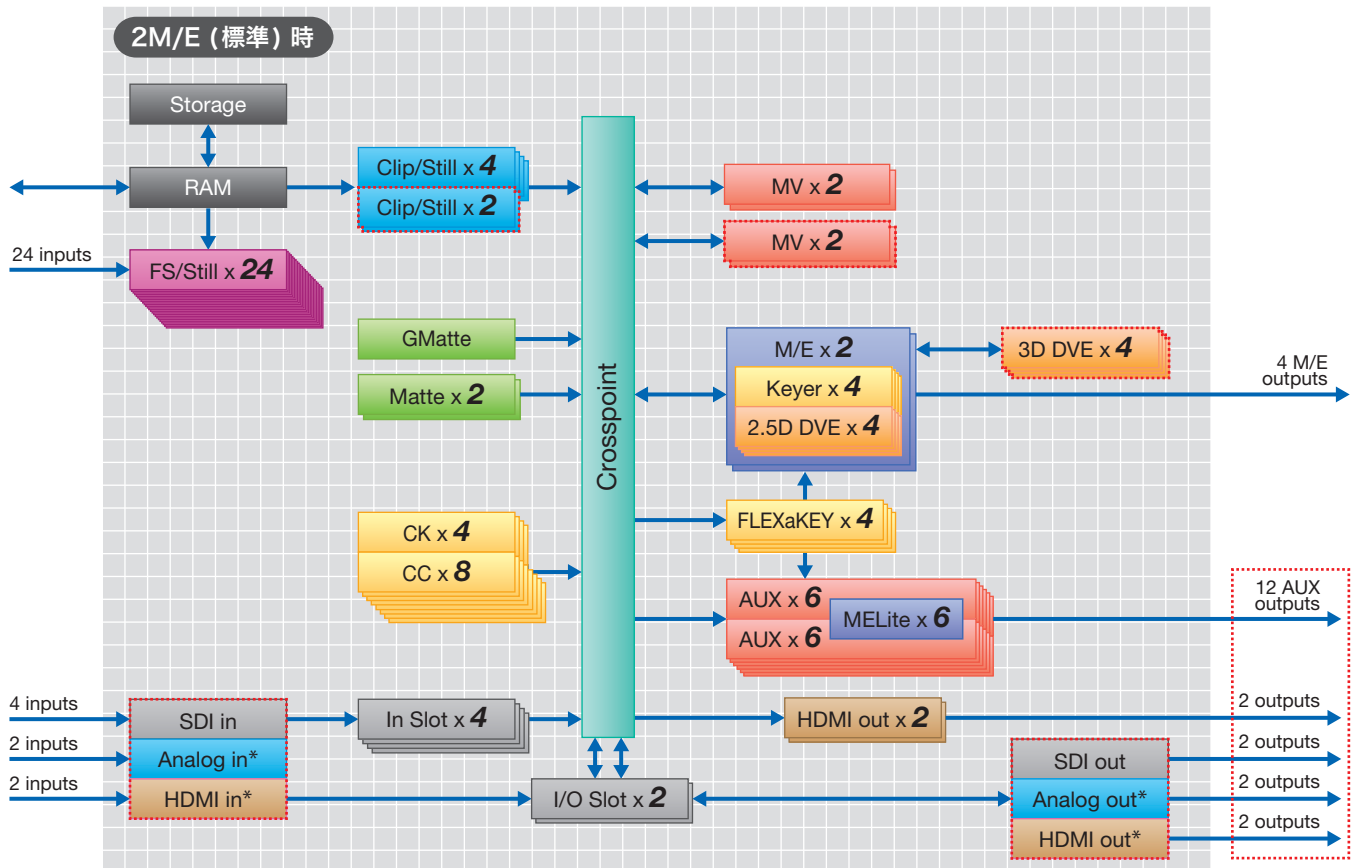 2M/E (標準) 時
Storage
RAM
Clip/Still x 4
Clip/Still x 2
24 inputs
FS/Still x 24
GMatte
Matte x 2
CK x 4
CC x 8
4 inputs
2 inputs
2 inputs
SDI in
Analog in*
HDMI in*
In Slot x 4
Crosspoint
I/O Slot x 2
MV x 2
MV x 2
M/E x 2
Keyer x 4
2.5D DVE x 4
3D DVE x 4
4 M/E
outputs
FLEXaKEY x 4
AUX x 6
MELite x 6
AUX x 6
12 AUX
outputs
HDMI out x 2
2 outputs
SDI out
2 outputs
Analog out*
2 outputs
HDMI out*
2 outputs